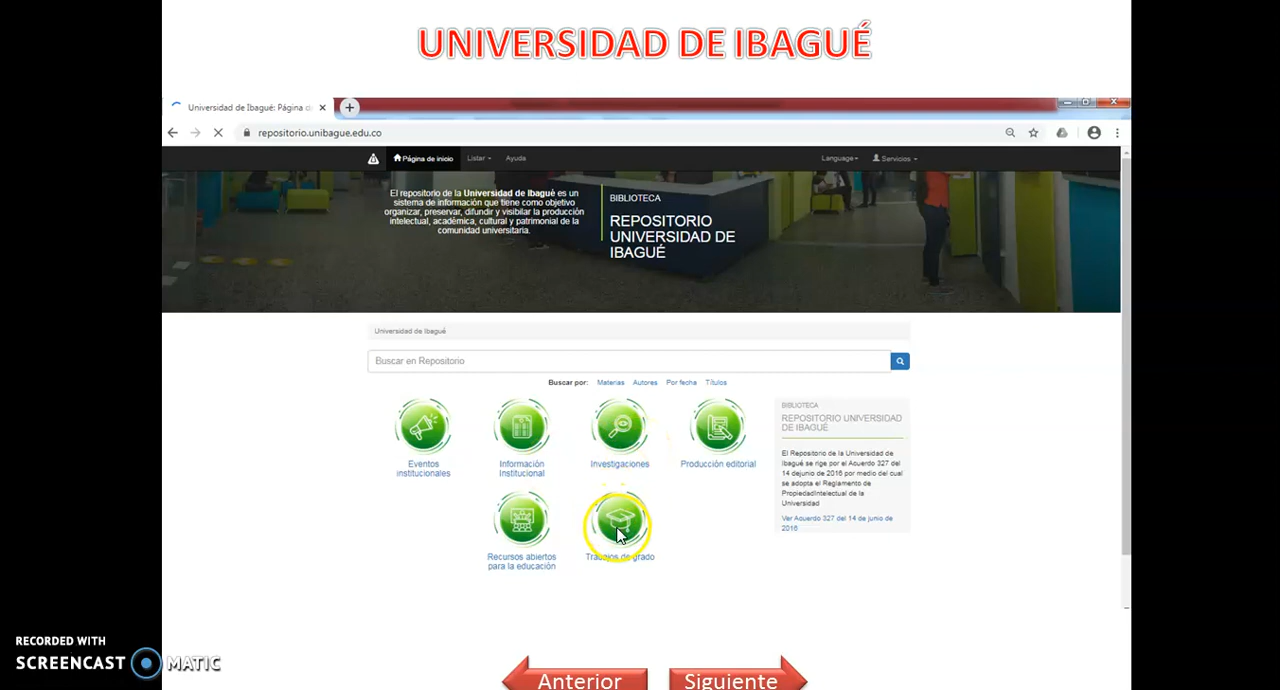 UNIVERSIDAD DE IBAGUÉ
Universidad de Ibagué: Página o
repositorio.unibague.edu.co
Página de inicio
Listar
Ayuda
Language
Servicios
El repositorio de la Universidad de Ibagué es un
sistema de información que tiene como objetivo
organizar, preservar, difundir y visibilar la producción
intelectual, académica, cultural y patrimonial de la
comunidad universitaria.
BIBLIOTECA
REPOSITORIO
UNIVERSIDAD DE
IBAGUÉ
Universidad de Ibagué
Buscar en Repositorio
Buscar por: Materias Autores Por fecha Títulos
Eventos
institucionales
Información
Institucional
Investigaciones
Producción editorial
Recursos abiertos
para la educación
Trabajos de grado
BIBLIOTECA
REPOSITORIO UNIVERSIDAD
DE IBAGUÉ
El Repositorio de la Universidad de
Ibagué se rige por el Acuerdo 327 del
14 dejunio de 2016 por medio del cual
se adopta el Reglamento de
PropiedadIntelectual de la
Universidad
Ver Acuerdo 327 del 14 de junio de
2016
RECORDED WITH
SCREENCAST MATIC
Anterior
Siguiente